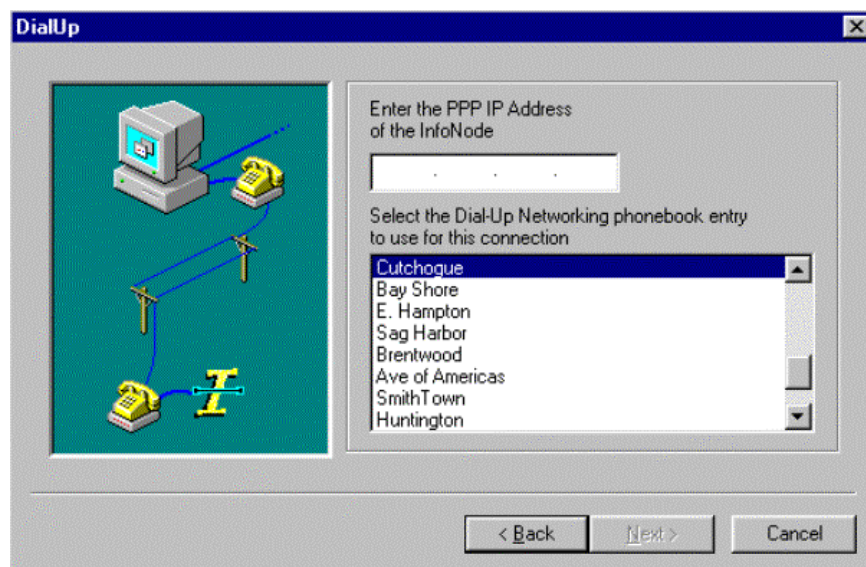 DialUp
Enter the PPP IP Address
of the InfoNode
. . .
Select the Dial-Up Networking phonebook entry
to use for this connection
Cutchogue
Bay Shore
E. Hampton
Sag Harbor
Brentwood
Ave of Americas
SmithTown
Huntington
I
< Back
Next >
Cancel